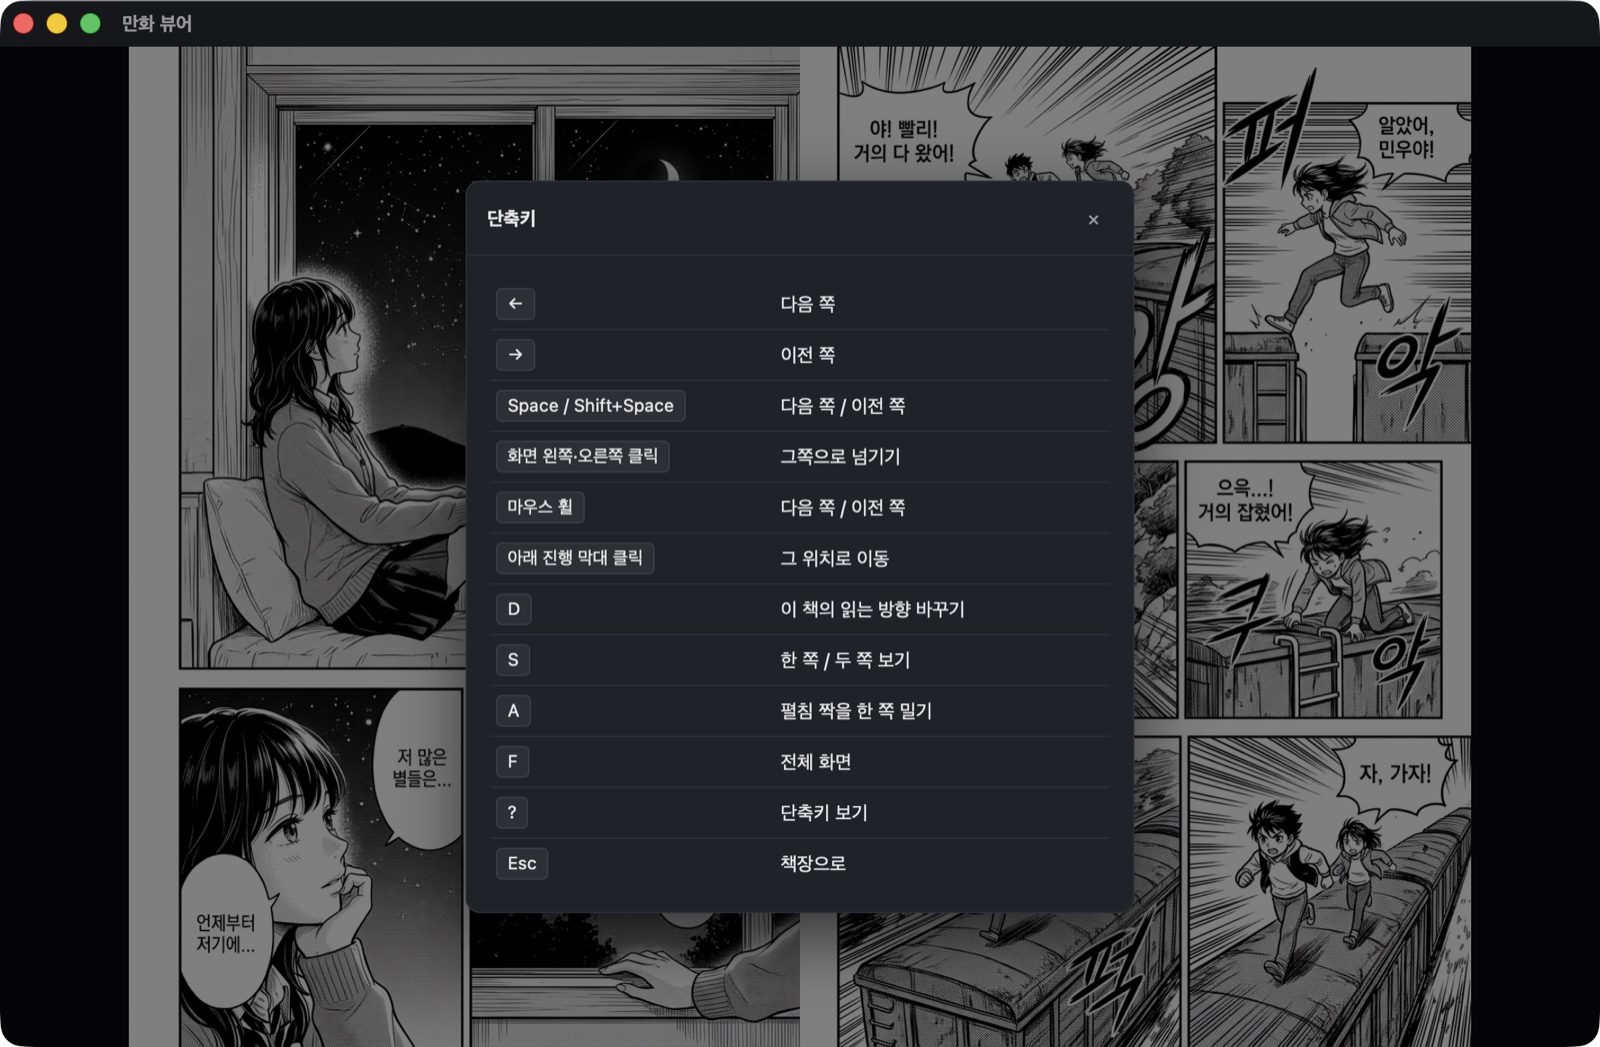 만화 뷰어
야! 빨리!
거의 다 왔어!
퍼
알았어,
민우야!
악
단축키
×
← 다음 쪽
→ 이전 쪽
Space / Shift+Space 다음 쪽 / 이전 쪽
화면 왼쪽·오른쪽 클릭 그쪽으로 넘기기
마우스 휠 다음 쪽 / 이전 쪽
아래 진행 막대 클릭 그 위치로 이동
D 이 책의 읽는 방향 바꾸기
S 한 쪽 / 두 쪽 보기
A 펼침 짝을 한 쪽 밀기
F 전체 화면
? 단축키 보기
Esc 책장으로
으윽...!
거의 잡혔어!
쿠
악
저 많은
별들은...
언제부터
저기에...
자, 가자!
퍽